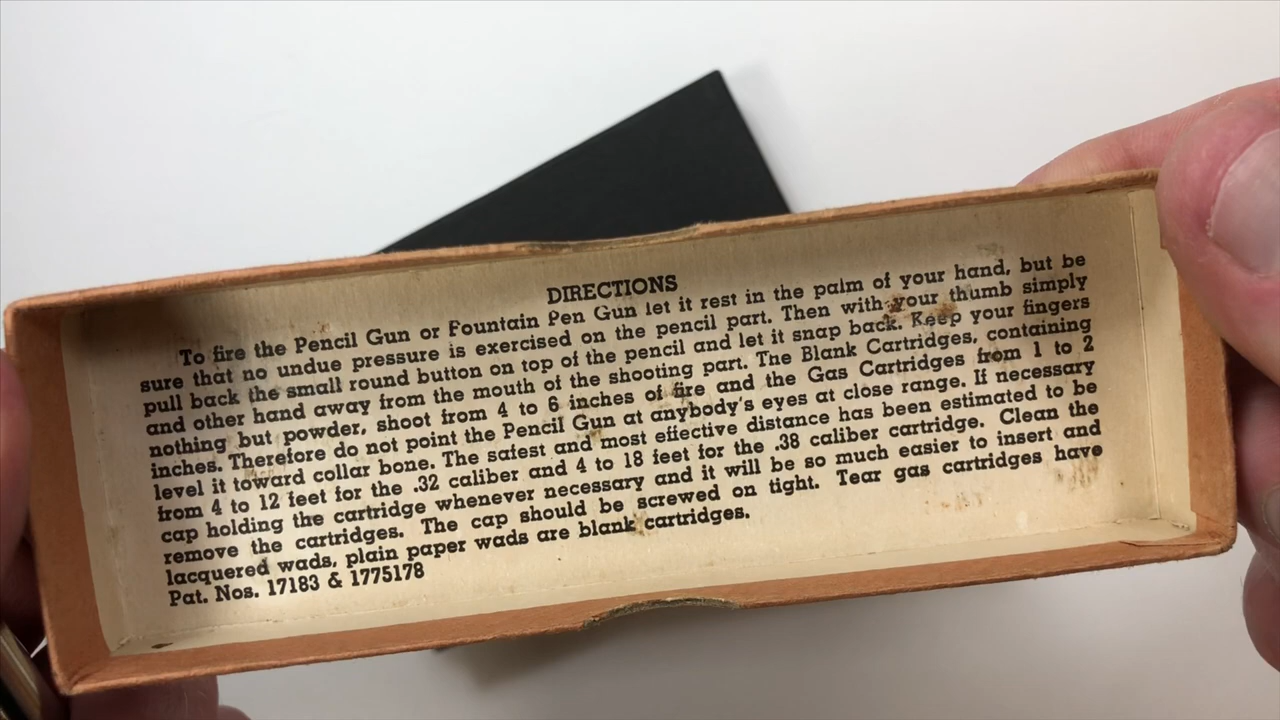 DIRECTIONS
To fire the Pencil Gun or Fountain Pen Gun let it rest in the palm of your hand, but be
sure that no undue pressure is exercised on the pencil part. Then with your thumb simply
pull back the small round button on top of the pencil and let it snap back. Keep your fingers
and other hand away from the mouth of the shooting part. The Blank Cartridges, containing
nothing but powder, shoot from 4 to 6 inches of fire and the Gas Cartridges from 1 to 2
inches. Therefore do not point the Pencil Gun at anybody's eyes at close range. If necessary
level it toward collar bone. The safest and most effective distance has been estimated to be
from 4 to 12 feet for the .32 caliber and 4 to 18 feet for the .38 caliber cartridge. Clean the
cap holding the cartridge whenever necessary and it will be so much easier to insert and
remove the cartridges. The cap should be screwed on tight. Tear gas cartridges have
lacquered wads, plain paper wads are blank cartridges.
Pat. Nos. 17183 & 1775178